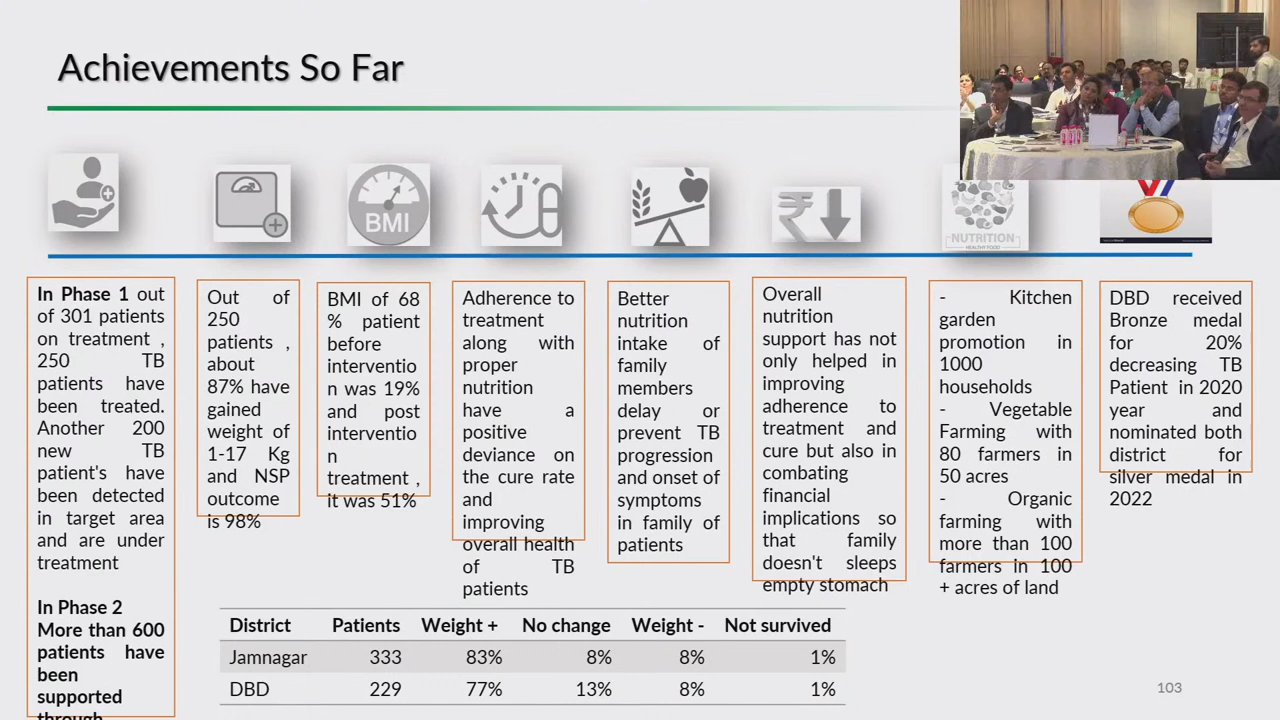 Achievements So Far
BMI
NUTRITION
HEALTHY FOOD
In Phase 1 out
of 301 patients
on treatment ,
250 TB
patients have
been treated.
Another 200
new TB
patient's have
been detected
in target area
and are under
treatment
In Phase 2
More than 600
patients have
been
supported
through
Out of
250
patients ,
about
87% have
gained
weight of
1-17 Kg
and NSP
outcome
is 98%
BMI of 68
% patient
before
interventio
n was 19%
and post
interventio
n
treatment ,
it was 51%
Adherence to
treatment
along with
proper
nutrition
have a
positive
deviance on
the cure rate
and
improving
overall health
of TB
patients
Better
nutrition
intake of
family
members
delay or
prevent TB
progression
and onset of
symptoms
in family of
patients
Overall
nutrition
support has not
only helped in
improving
adherence to
treatment and
cure but also in
combating
financial
implications so
that family
doesn't sleeps
empty stomach
- Kitchen
garden
promotion in
1000
households
- Vegetable
Farming with
80 farmers in
50 acres
- Organic
farming with
more than 100
farmers in 100
+ acres of land
DBD received
Bronze medal
for 20%
decreasing TB
Patient in 2020
year and
nominated both
district for
silver medal in
2022
District Patients Weight + No change Weight - Not survived
Jamnagar 333 83% 8% 8% 1%
DBD 229 77% 13% 8% 1%
103